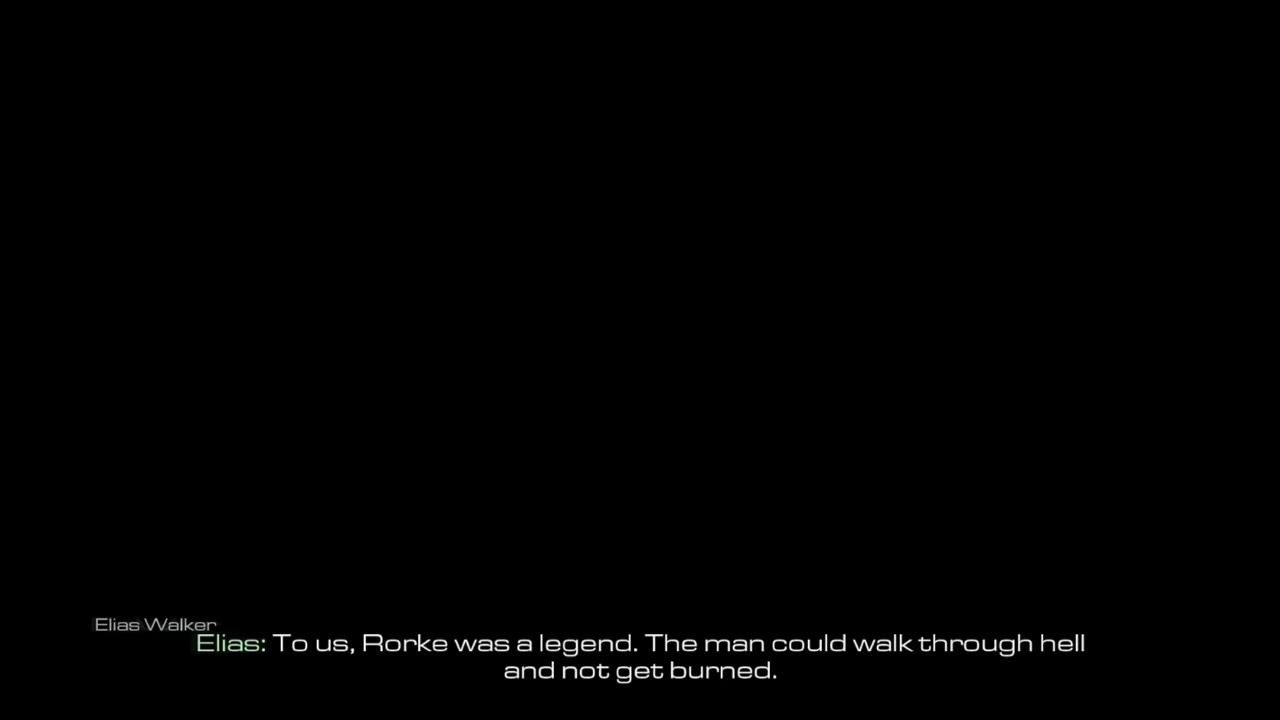 Elias Walker
Elias: To us, Rorke was a legend. The man could walk through hell
and not get burned.